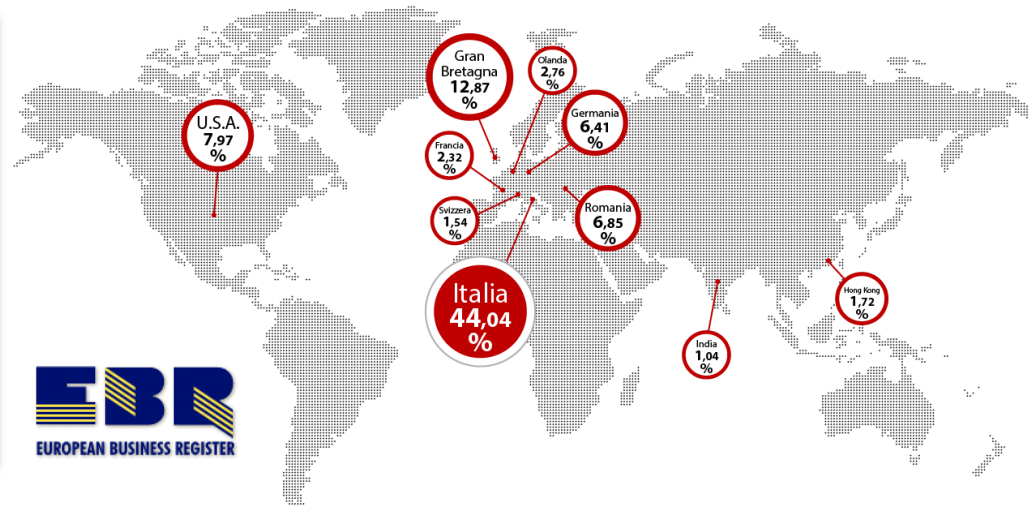 Gran
Bretagna
12,87
%
Olanda
2,76
%
U.S.A.
7,97
%
Germania
6,41
%
Francia
2,32
%
Svizzera
1,54
%
Romania
6,85
%
Italia
44,04
%
Hong Kong
1,72
%
India
1,04
%
EBR
EUROPEAN BUSINESS REGISTER